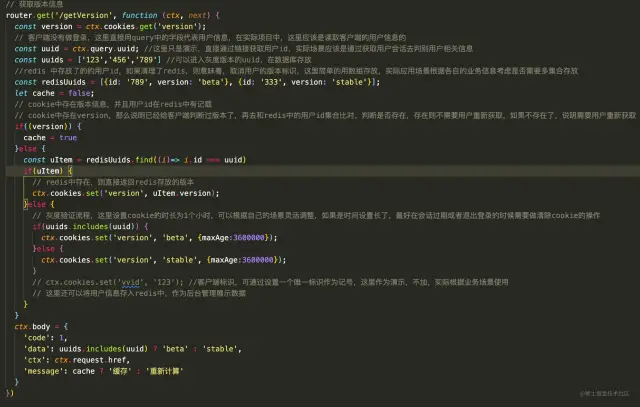 // 获取版本信息
router.get('/getVersion', function (ctx, next) {
const version = ctx.cookies.get('version');
// 客户端没有做登录，这里直接用query中的字段代表用户信息，在实际项目中，这里应该是读取客户端的用户信息的
const uuid = ctx.query.uuid; //这里只是演示，直接通过链接获取用户id，实际场景应该是通过获取用户会话去判别用户相关信息
const uuids = ['123','456','789'] //可以进入灰度版本的uuid，在数据库存放
//redis 中存放了的的用户id，如果清理了redis，则意味着，取消用户的版本标识，这里简单的用数组存放，实际应用场景根据各自的业务信息考虑是否需要多集合存放
const redisUuids = [{id: '789', version: 'beta'}, {id: '333', version: 'stable'}];
let cache = false;
// cookie中存在版本信息，并且用户id在redis中有记载
// cookie中存在version，那么说明已经给客户端判断过版本了，再去和redis中的用户id集合比对，判断是否存在，存在则不需要用户重新获取，如果不存在了，说明需要用户重新获取
if((version)) {
cache = true
}else {
const uItem = redisUuids.find((i)=> i.id === uuid)
if(uItem) {
// redis中存在，则直接返回redis存放的版本
ctx.cookies.set('version', uItem.version);
}else {
// 灰度验证流程，这里设置cookie的时长为1个小时，可以根据自己的场景灵活调整，如果是时间设置长了，最好在会话过期或者退出登录的时候需要做清除cookie的操作
if(uuids.includes(uuid)) {
ctx.cookies.set('version', 'beta', {maxAge:3600000});
}else {
ctx.cookies.set('version', 'stable', {maxAge:3600000});
}
// ctx.cookies.set('vvid', '123'); //客户端标识，可通过设置一个唯一标识作为记号，这里作为演示，不加，实际根据业务场景使用
// 这里还可以将用户信息存入redis中，作为后台管理展示数据
}
}
ctx.body = {
'code': 1,
'data': uuids.includes(uuid) ? 'beta' : 'stable',
'ctx': ctx.request.href,
'message': cache ? '缓存' : '重新计算'
}
})
@稀土掘金技术社区